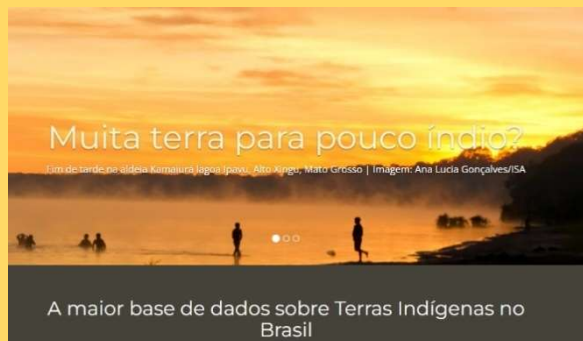 Muita terra para pouco índio?
Fim de tarde na aldeia Kamaiurá lagoa Ipavu, Alto Xingu, Mato Grosso | Imagem: Ana Lucia Gonçalves/ISA
A maior base de dados sobre Terras Indígenas no
Brasil